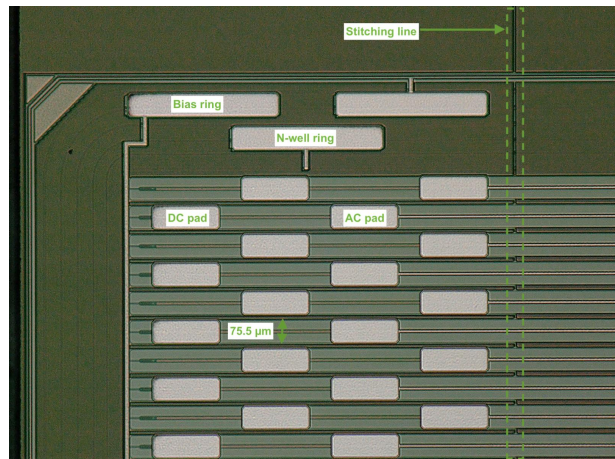 Stitching line
Bias ring
N-well ring
DC pad
AC pad
75.5 μm